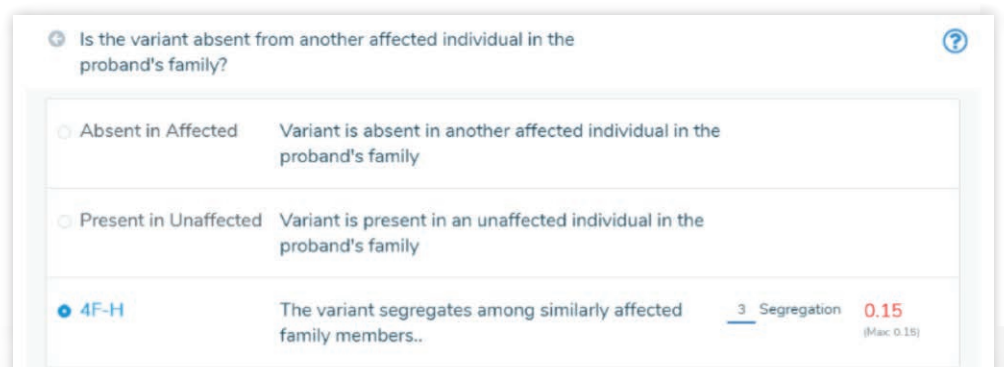 Is the variant absent from another affected individual in the
proband's family?
?
Absent in Affected Variant is absent in another affected individual in the
proband's family
Present in Unaffected Variant is present in an unaffected individual in the
proband's family
4F-H The variant segregates among similarly affected 3 Segregation 0.15
family members.. (Max: 0.15)